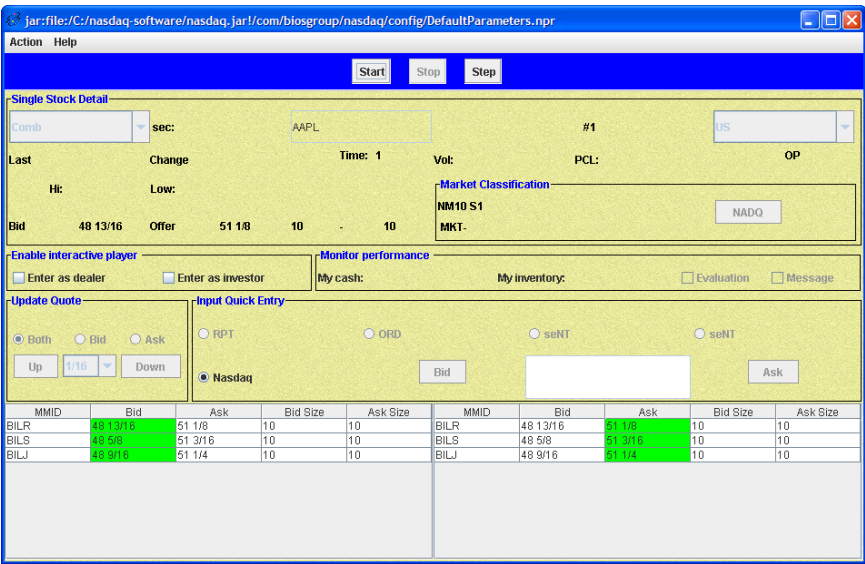 jar:file:/C:/nasdaq-software/nasdaq.jar!/com/biosgroup/nasdaq/config/DefaultParameters.npr
Action Help
Start Stop Step
Single Stock Detail
Comb sec: AAPL #1 US
Last Change Time: 1 Vol: PCL: OP
Hi: Low:
Market Classification
NM10 S1
NADQ
Bid 48 13/16 Offer 51 1/8 10 - 10 MKT-
Enable interactive player Monitor performance
Enter as dealer Enter as investor My cash: My inventory: Evaluation Message
Update Quote Input Quick Entry
Both Bid Ask RPT ORD seNT seNT
Up 1/16 Down Nasdaq Bid Ask
MMID Bid Ask Bid Size Ask Size MMID Bid Ask Bid Size Ask Size
BILR 48 13/16 51 1/8 10 10 BILR 48 13/16 51 1/8 10 10
BILS 48 5/8 51 3/16 10 10 BILS 48 5/8 51 3/16 10 10
BILJ 48 9/16 51 1/4 10 10 BILJ 48 9/16 51 1/4 10 10